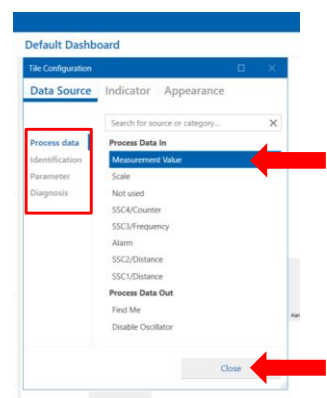 Default Dashboard
Tile Configuration
Data Source Indicator Appearance
Search for source or category...
Process data
Identification
Parameter
Diagnosis
Process Data In
Measurement Value
Scale
Not used
SSC4/Counter
SSC3/Frequency
Alarm
SSC2/Distance
SSC1/Distance
Process Data Out
Find Me
Disable Oscillator
Close